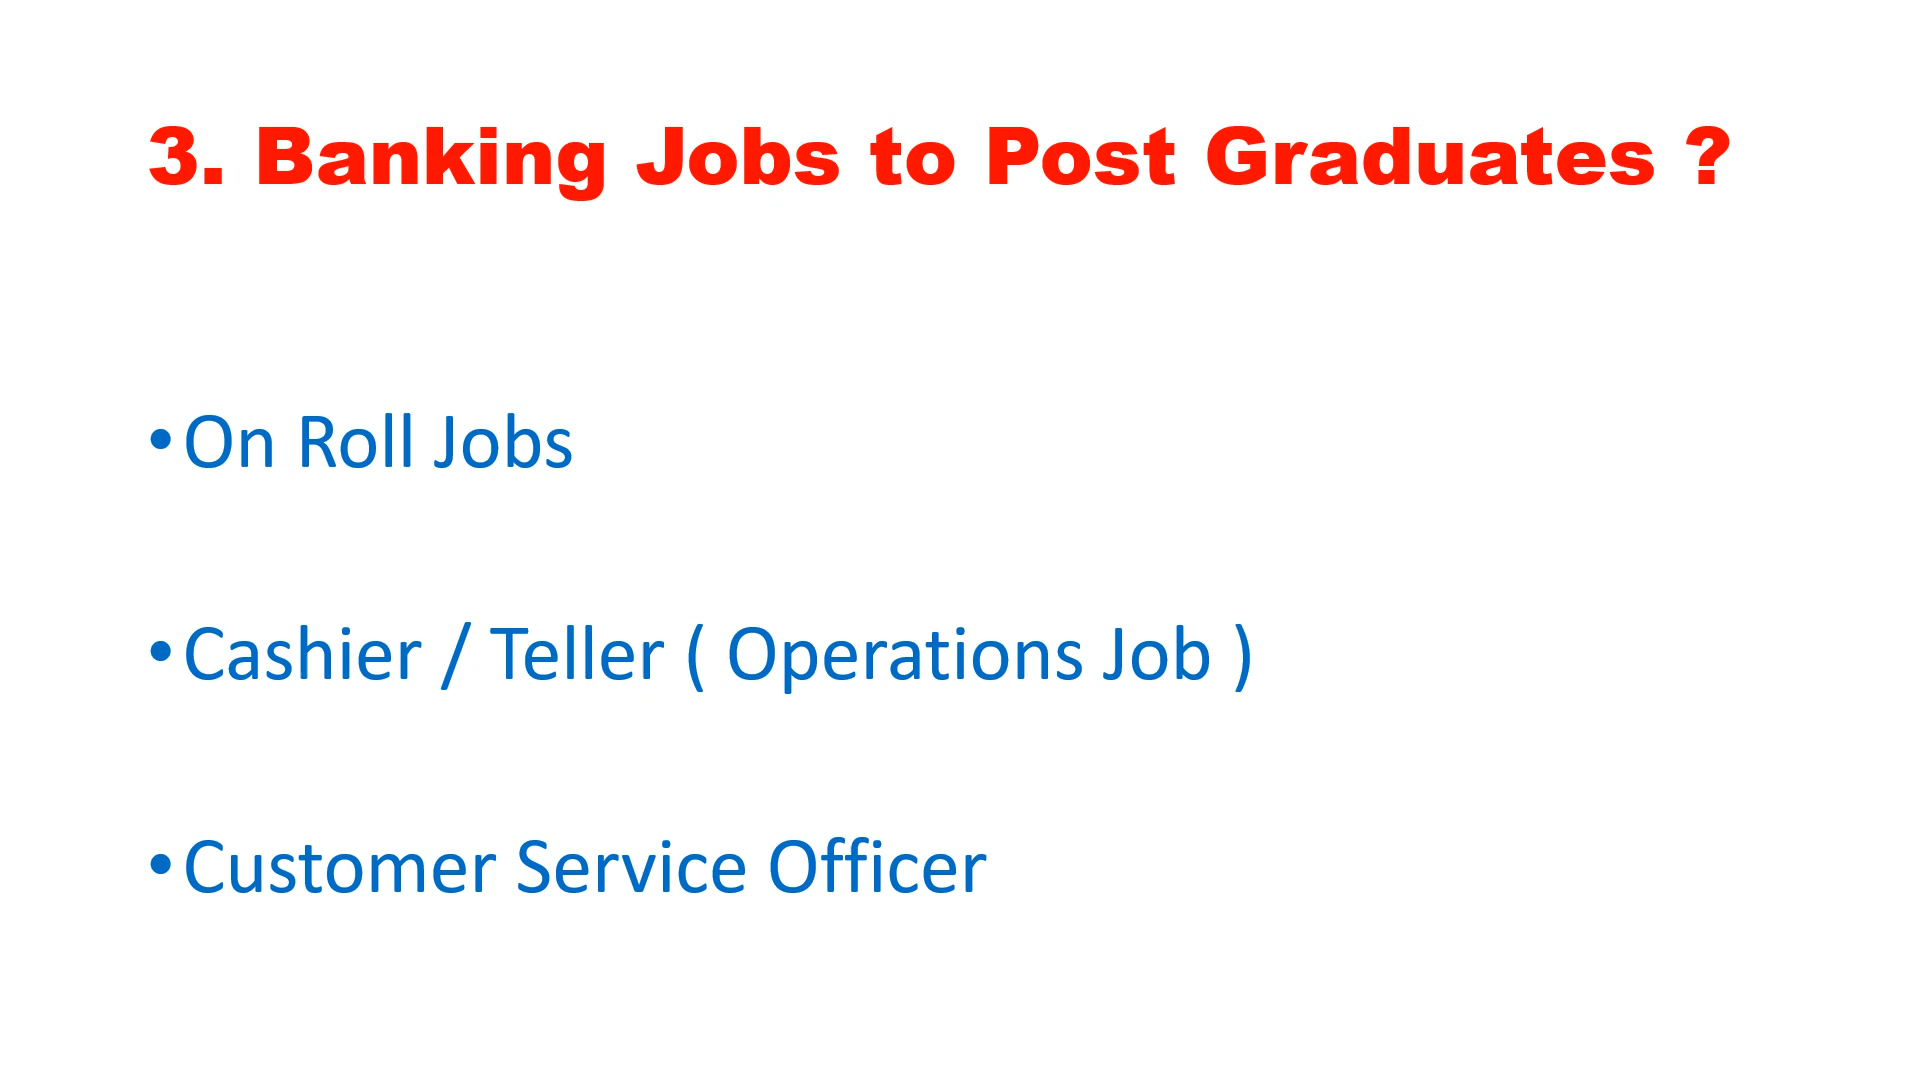 3. Banking Jobs to Post Graduates ?
•On Roll Jobs
•Cashier / Teller ( Operations Job )
•Customer Service Officer